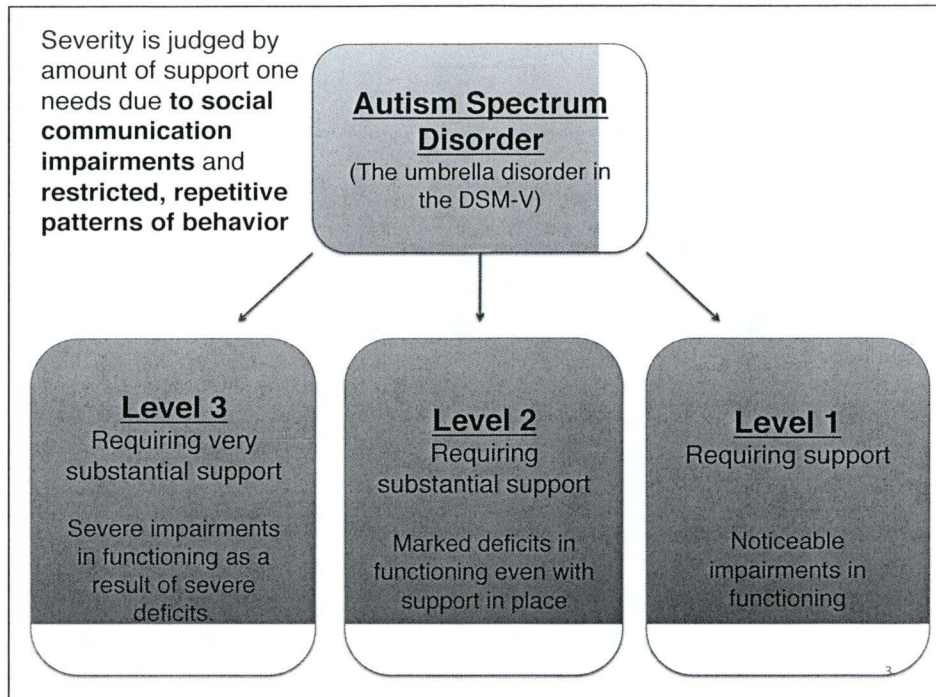 Severity is judged by
amount of support one
needs due to social
communication
impairments and
restricted, repetitive
patterns of behavior
Autism Spectrum
Disorder
(The umbrella disorder in
the DSM-V)
Level 3
Requiring very
substantial support
Severe impairments
in functioning as a
result of severe
deficits.
Level 2
Requiring
substantial support
Marked deficits in
functioning even with
support in place
Level 1
Requiring support
Noticeable
impairments in
functioning
3